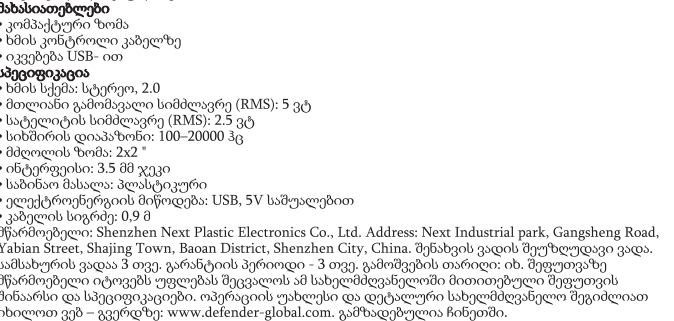 მახასიათებლები
• კომპაქტური ზომა
• ხმის კონტროლი კაბელზე
• იკვებება USB- ით
სპეციფიკაცია
• ხმის სქემა: სტერეო, 2.0
• მთლიანი გამომავალი სიმძლავრე (RMS): 5 ვტ
• სატელიტის სიმძლავრე (RMS): 2.5 ვტ
• სიხშირის დიაპაზონი: 100–20000 ჰც
• მძღოლის ზომა: 2x2 "
• ინტერფეისი: 3.5 მმ ჯეკი
• საბინაო მასალა: პლასტიკური
• ელექტროენერგიის მიწოდება: USB, 5V საშუალებით
• კაბელის სიგრძე: 0,9 მ
მწარმოებელი: Shenzhen Next Plastic Electronics Co., Ltd. Address: Next Industrial park, Gangsheng Road,
Yabian Street, Shajing Town, Baoan District, Shenzhen City, China. შენახვის ვადის შეუზღუდავი ვადა.
სამსახურის ვადაა 3 თვე. გარანტიის პერიოდი - 3 თვე. გამოშვების თარიღი: იხ. შეფუთვაზე
მწარმოებელი იტოვებს უფლებას შეცვალოს ამ სახელმძღვანელოში მითითებული შეფუთვის
შინაარსი და სპეციფიკაციები. ოპერაციის უახლესი და დეტალური სახელმძღვანელო შეგიძლიათ
იხილოთ ვებ – გვერდზე: www.defender-global.com. გამზადებულია ჩინეთში.